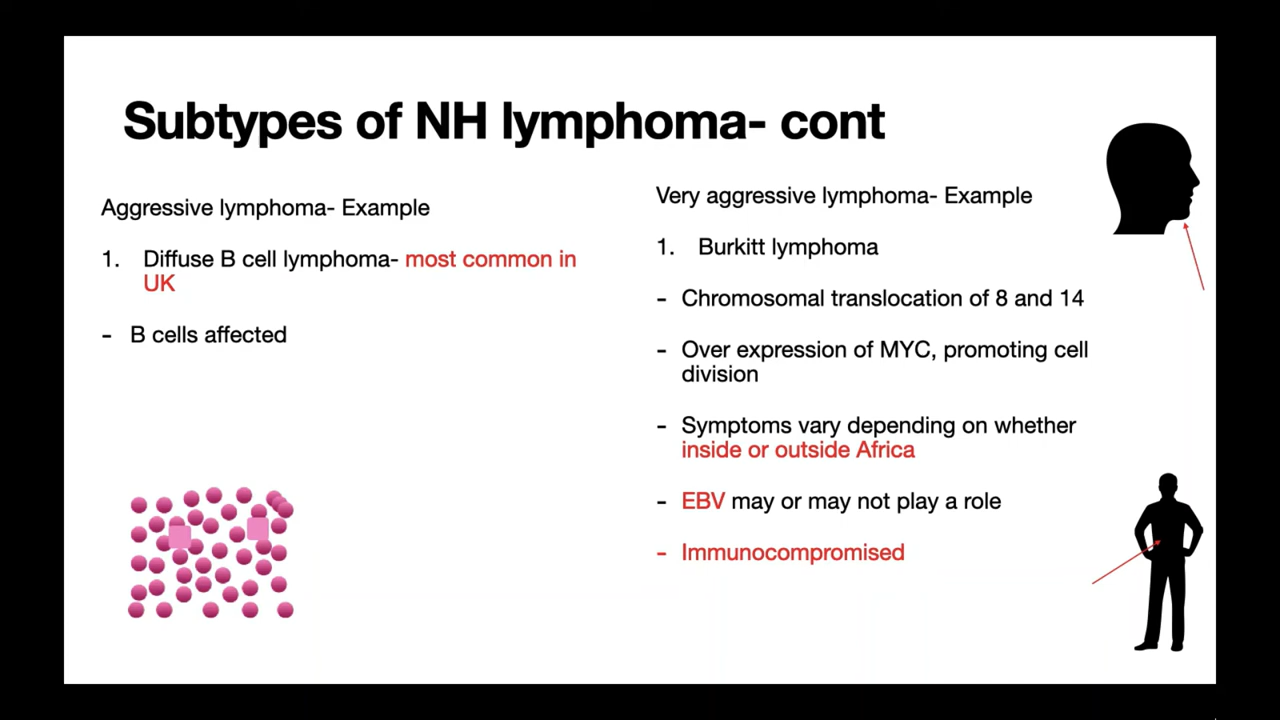 Subtypes of NH lymphoma- cont
Aggressive lymphoma- Example
1. Diffuse B cell lymphoma- most common in
UK
- B cells affected
Very aggressive lymphoma- Example
1. Burkitt lymphoma
- Chromosomal translocation of 8 and 14
- Over expression of MYC, promoting cell
division
- Symptoms vary depending on whether
inside or outside Africa
- EBV may or may not play a role
- Immunocompromised